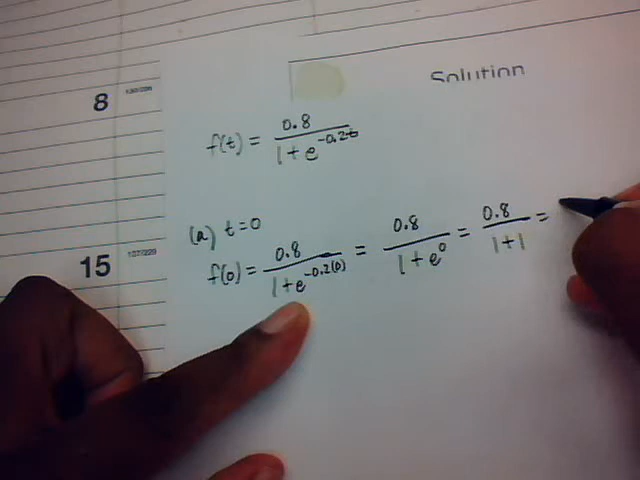 Solution
8
f(t) = 0.8 / 1 + e^-0.2t
(a) t = 0
15
f(0) = 0.8 / 1 + e^-0.2(0) = 0.8 / 1 + e^0 = 0.8 / 1 + 1 =